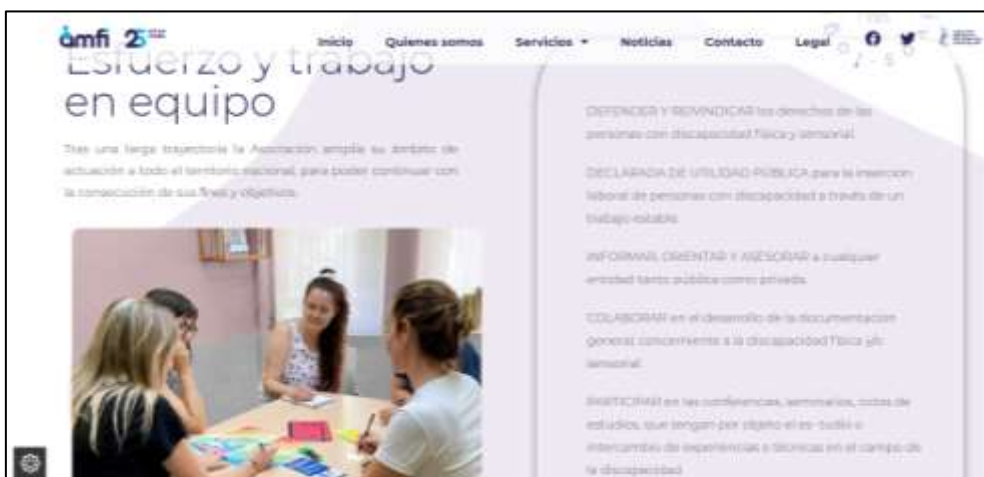 àmfi 25
Inicio Quienes somos Servicios Noticias Contacto Legal
Esfuerzo y trabajo
en equipo
Tras una larga trayectoria la Asociación amplía su ámbito de
actuación a todo el territorio nacional, para poder continuar con
la consecución de sus fines y objetivos.
DEFENDER Y REIVINDICAR los derechos de las
personas con discapacidad física y sensorial.
DECLARADA DE UTILIDAD PÚBLICA para la inserción
laboral de personas con discapacidad a través de un
trabajo estable.
INFORMAR, ORIENTAR Y ASESORAR a cualquier
entidad tanto pública como privada.
COLABORAR en el desarrollo de la documentación
general concerniente a la discapacidad física y/o
sensorial.
PARTICIPAR en las conferencias, seminarios, ciclos de
estudios, que tengan por objeto el es- tudio o
intercambio de experiencias o técnicas en el campo de
la discapacidad.